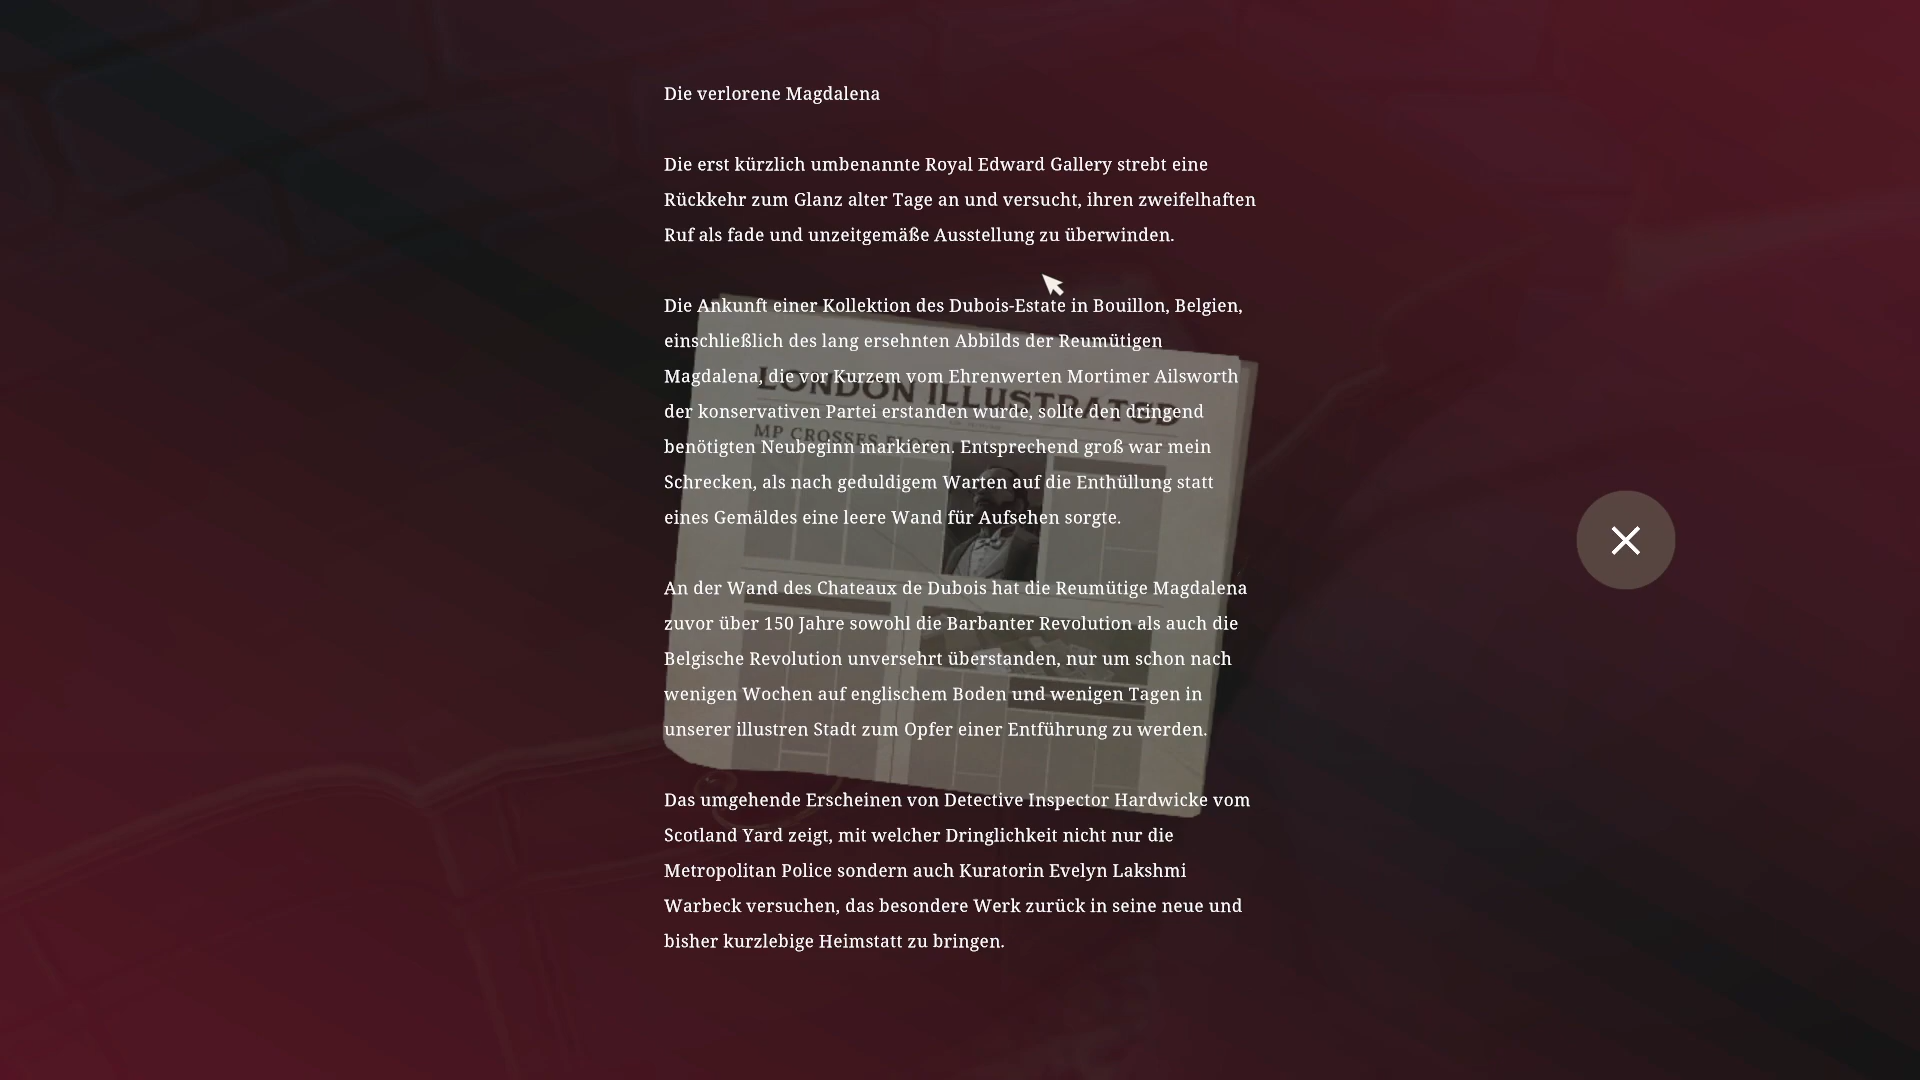 Die verlorene Magdalena
Die erst kürzlich umbenannte Royal Edward Gallery strebt eine
Rückkehr zum Glanz alter Tage an und versucht, ihren zweifelhaften
Ruf als fade und unzeitgemäße Ausstellung zu überwinden.
Die Ankunft einer Kollektion des Dubois-Estate in Bouillon, Belgien,
einschließlich des lang ersehnten Abbilds der Reumütigen
Magdalena, die vor Kurzem vom Ehrenwerten Mortimer Ailsworth
LONDON ILLUSTRATED
der konservativen Partei erstanden wurde, sollte den dringend
MP CROSSES
benötigten Neubeginn markieren. Entsprechend groß war mein
Schrecken, als nach geduldigem Warten auf die Enthüllung statt
eines Gemäldes eine leere Wand für Aufsehen sorgte.
An der Wand des Chateaux de Dubois hat die Reumütige Magdalena
zuvor über 150 Jahre sowohl die Barbanter Revolution als auch die
Belgische Revolution unversehrt überstanden, nur um schon nach
wenigen Wochen auf englischem Boden und wenigen Tagen in
unserer illustren Stadt zum Opfer einer Entführung zu werden.
Das umgehende Erscheinen von Detective Inspector Hardwicke vom
Scotland Yard zeigt, mit welcher Dringlichkeit nicht nur die
Metropolitan Police sondern auch Kuratorin Evelyn Lakshmi
Warbeck versuchen, das besondere Werk zurück in seine neue und
bisher kurzlebige Heimstatt zu bringen.